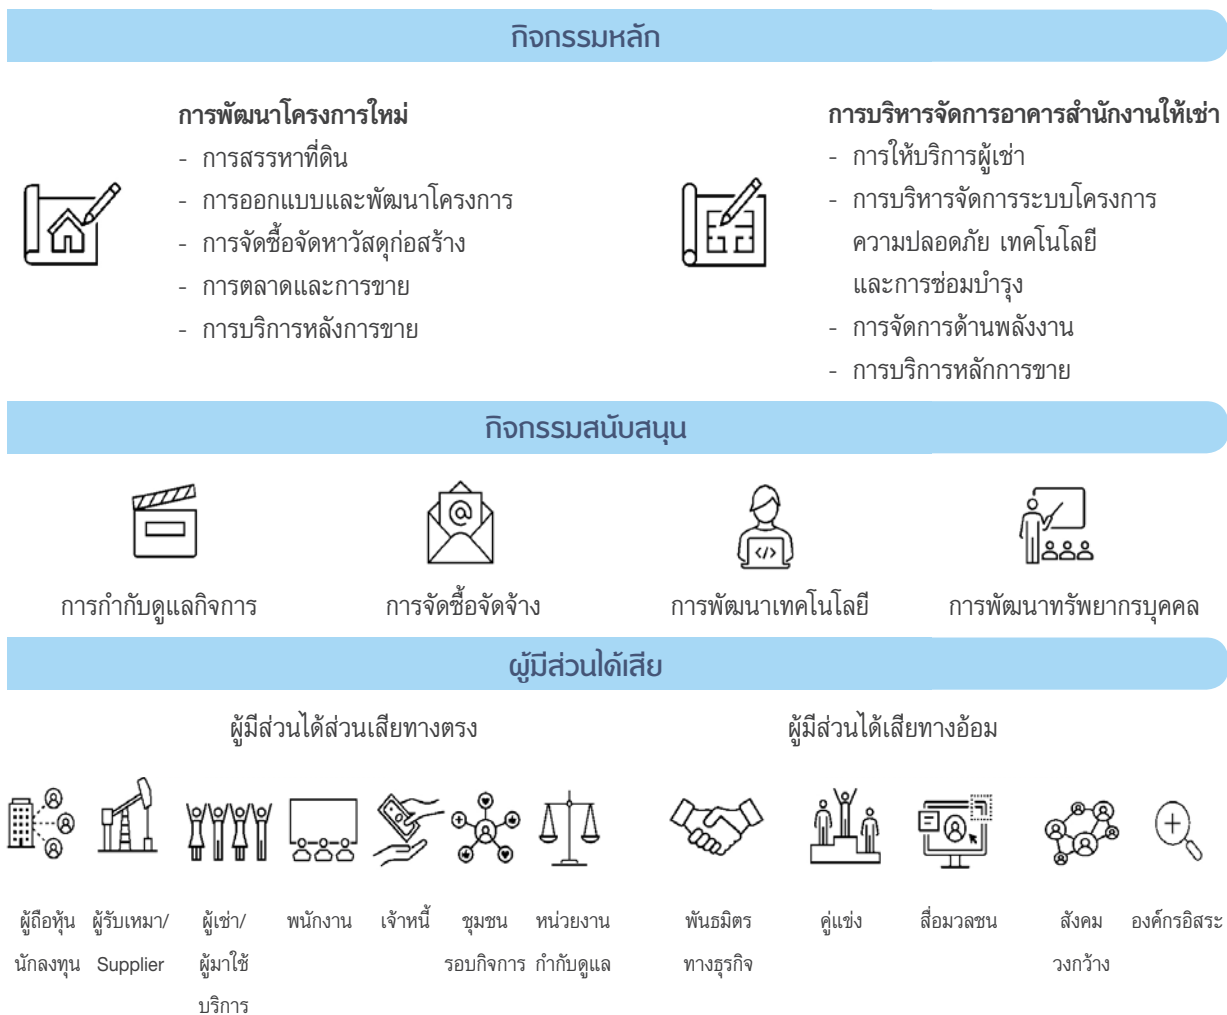 กิจกรรมหลัก
การพัฒนาโครงการใหม่
- การสรรหาที่ดิน
- การออกแบบและพัฒนาโครงการ
- การจัดซื้อจัดหาวัสดุก่อสร้าง
- การตลาดและการขาย
- การบริการหลังการขาย
การบริหารจัดการอาคารสำนักงานให้เช่า
- การให้บริการผู้เช่า
- การบริหารจัดการระบบโครงการ
ความปลอดภัย เทคโนโลยี
และการซ่อมบำรุง
- การจัดการด้านพลังงาน
- การบริการหลักการขาย
กิจกรรมสนับสนุน
การกำกับดูแลกิจการ
การจัดซื้อจัดจ้าง
การพัฒนาเทคโนโลยี
การพัฒนาทรัพยากรบุคคล
ผู้มีส่วนได้เสีย
ผู้มีส่วนได้ส่วนเสียทางตรง
ผู้ถือหุ้น
นักลงทุน
ผู้รับเหมา/
Supplier
ผู้เช่า/
ผู้มาใช้
บริการ
พนักงาน
เจ้าหนี้
ชุมชน
รอบกิจการ
หน่วยงาน
กำกับดูแล
ผู้มีส่วนได้เสียทางอ้อม
พันธมิตร
ทางธุรกิจ
คู่แข่ง
สื่อมวลชน
สังคม
วงกว้าง
องค์กรอิสระ